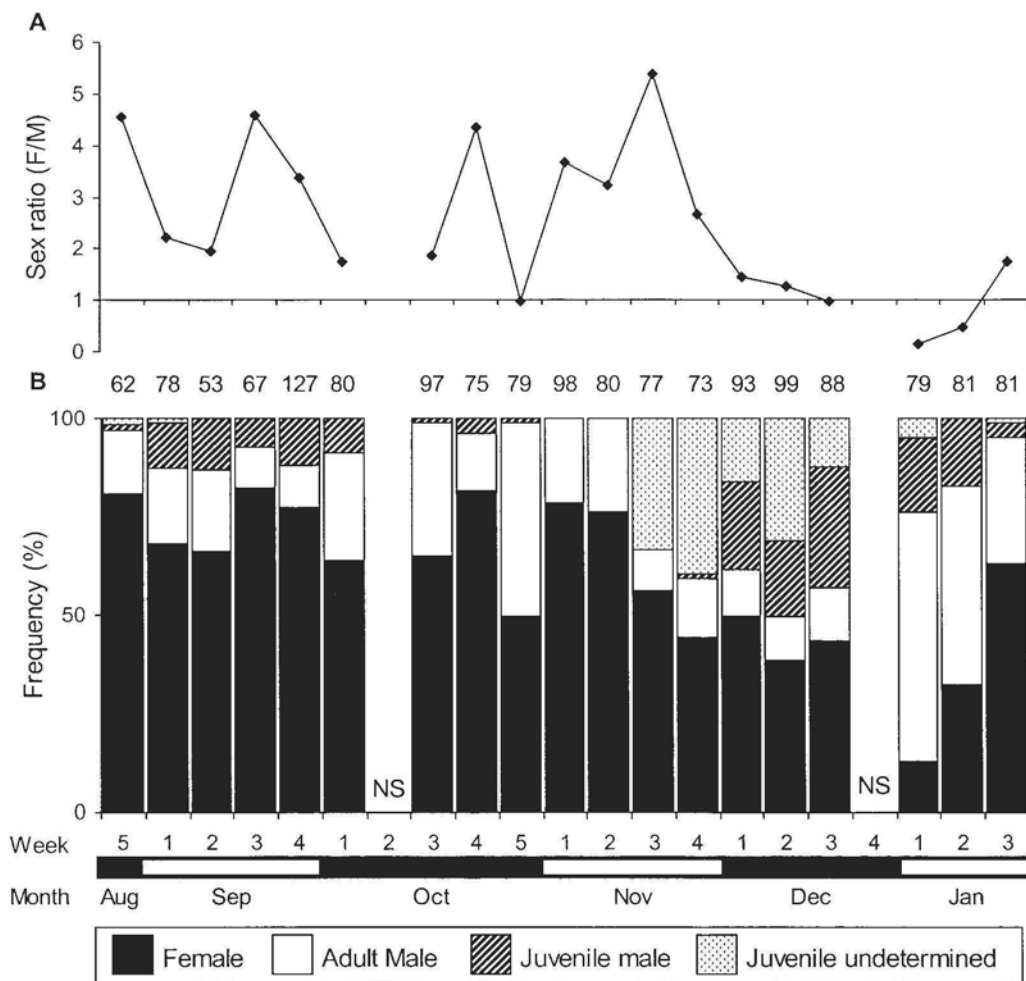 A
6
5
4
3
2
1
0
Sex ratio (F/M)
B
62 78 53 67 127 80 97 75 79 98 80 77 73 93 99 88 79 81 81
100
50
0
Frequency (%)
NS NS
Week 5 1 2 3 4 1 2 3 4 5 1 2 3 4 1 2 3 4 1 2 3
Month Aug Sep Oct Nov Dec Jan
Female Adult Male Juvenile male Juvenile undetermined